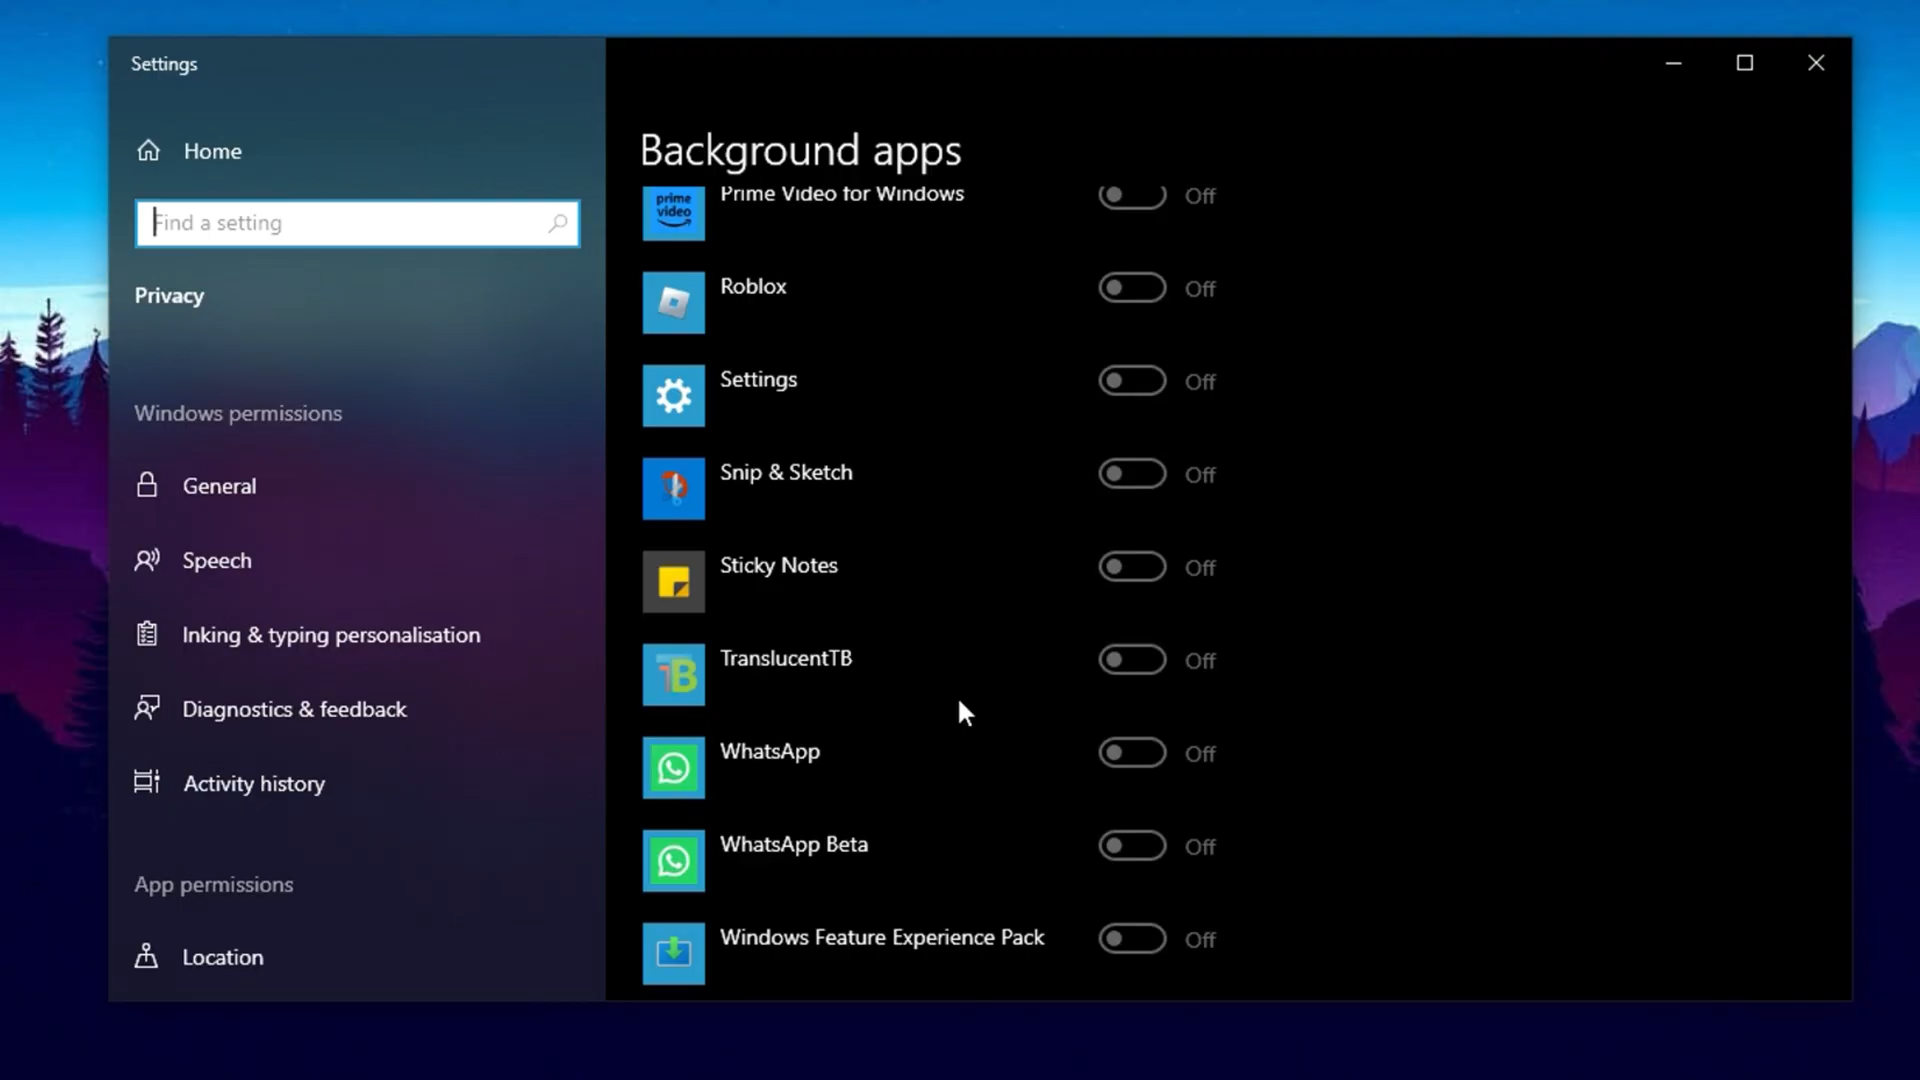 Settings
Home
Find a setting
Privacy
Windows permissions
General
Speech
Inking & typing personalisation
Diagnostics & feedback
Activity history
App permissions
Location
Background apps
prime video
Prime Video for Windows Off
Roblox Off
Settings Off
Snip & Sketch Off
Sticky Notes Off
TB
TranslucentTB Off
WhatsApp Off
WhatsApp Beta Off
Windows Feature Experience Pack Off